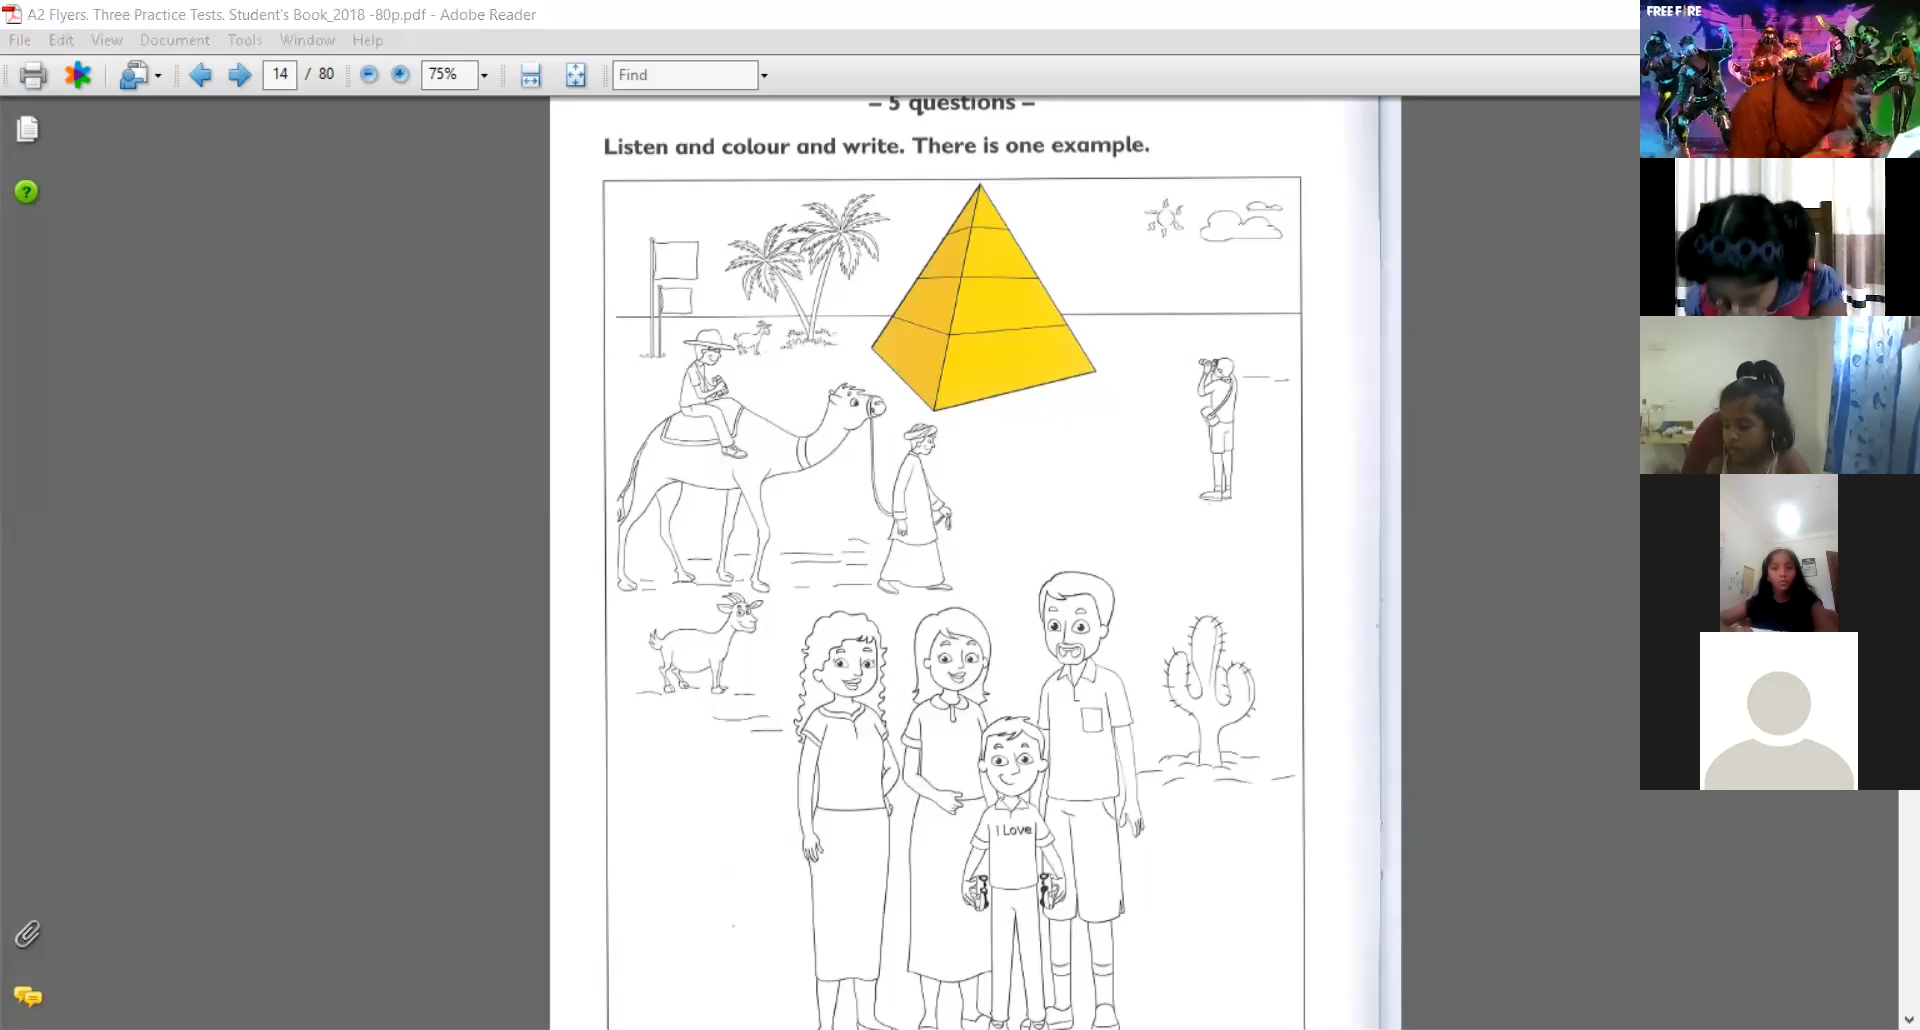 A2 Flyers. Three Practice Tests. Student's Book_2018 -80p.pdf - Adobe Reader
File Edit View Document Tools Window Help
14 / 80 75% Find
– 5 questions –
Listen and colour and write. There is one example.
I Love
FREE FIRE